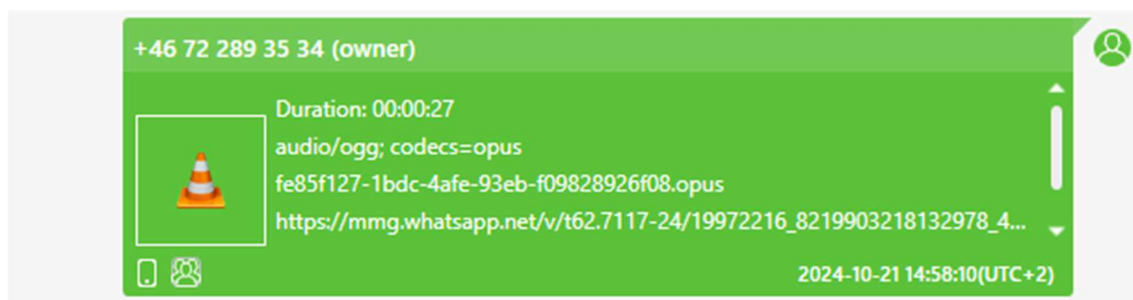 +46 72 289 35 34 (owner)
Duration: 00:00:27
audio/ogg; codecs=opus
fe85f127-1bdc-4afe-93eb-f09828926f08.opus
https://mmg.whatsapp.net/v/t62.7117-24/19972216_8219903218132978_4...
2024-10-21 14:58:10(UTC+2)